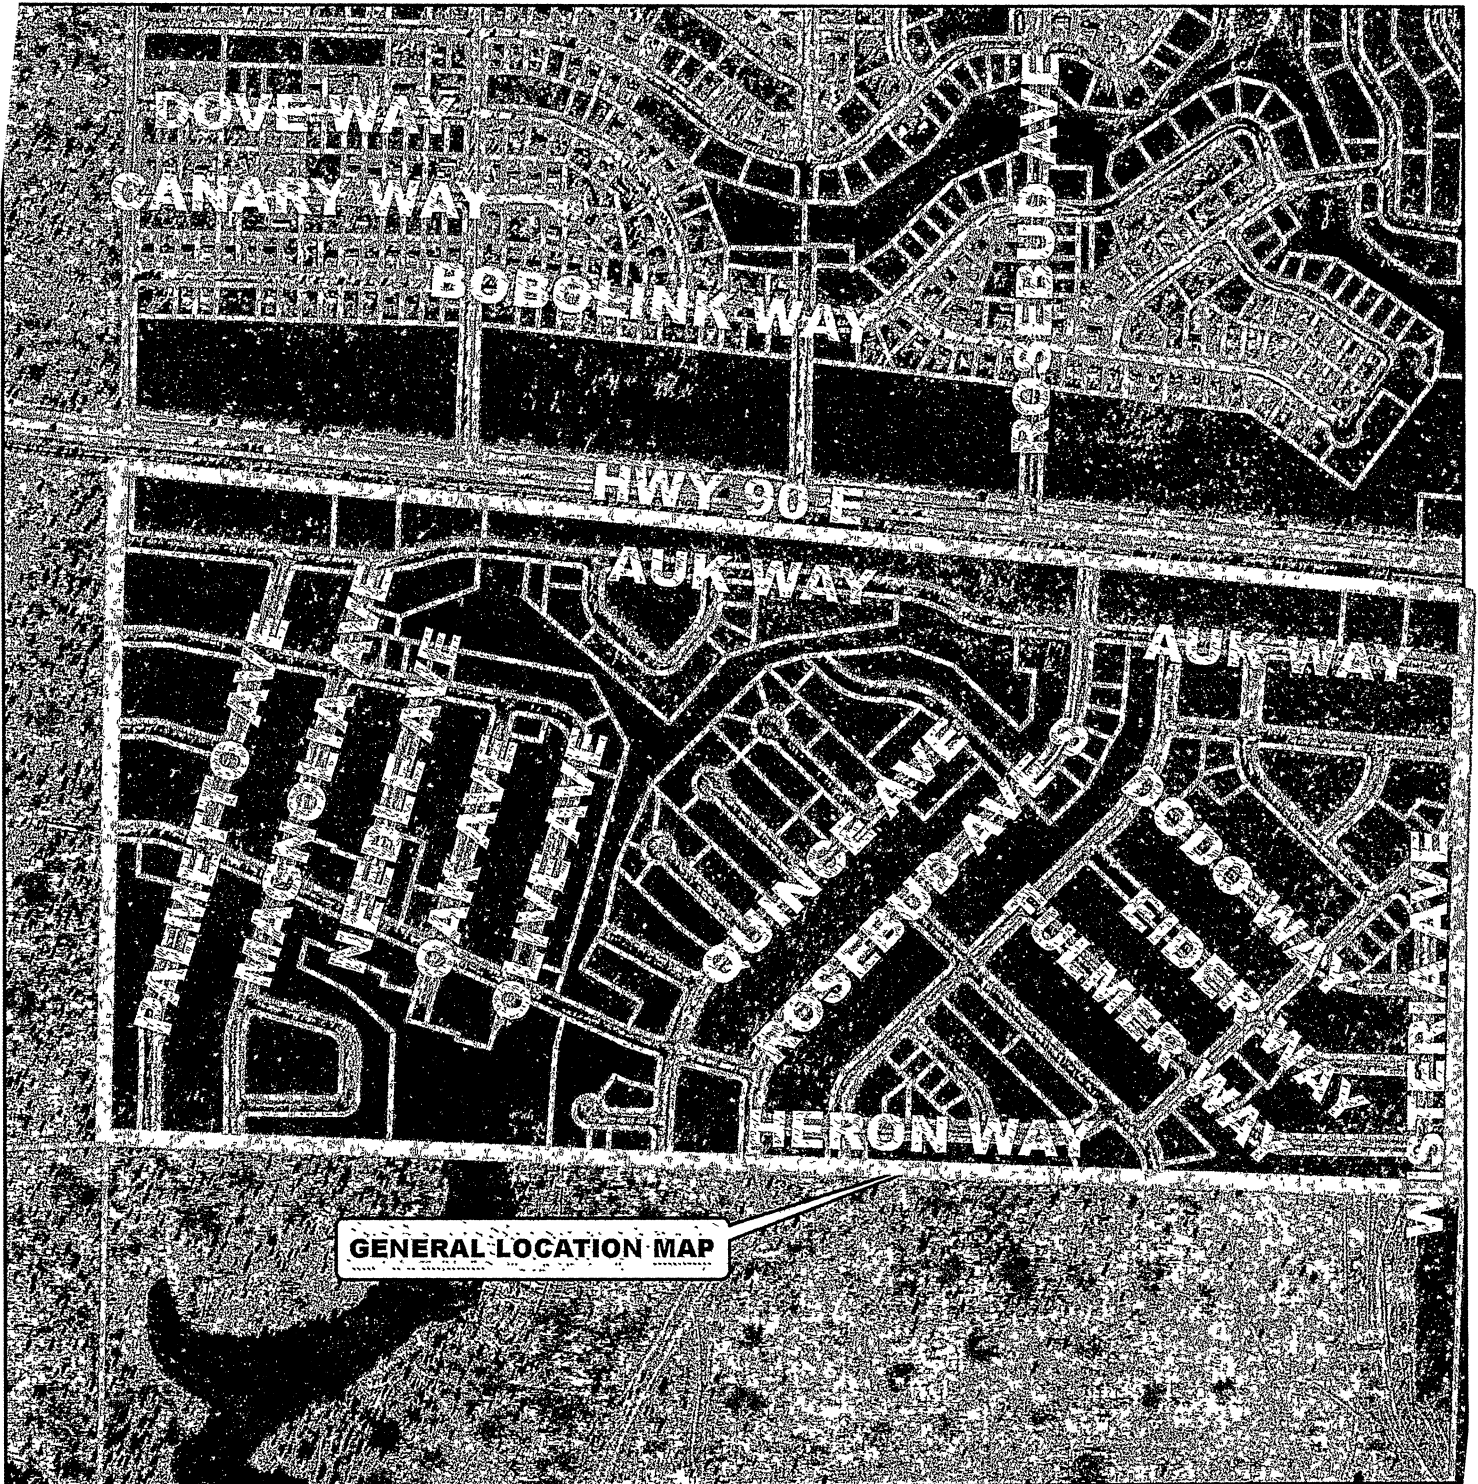 DOVE WAY
CANARY WAY
BOBOLINK WAY
ROSEBUD AVE
HWY 90 E
AUK WAY
AUK WAY
PALMETTO AVE
MAGNOLIA AVE
NEEDLE AVE
OAK AVE
OLIVE AVE
QUINCE AVE
ROSEBUD AVE S
DODO WAY
EIDER WAY
FULMER WAY
HERON WAY
WISTERIA AVE
GENERAL LOCATION MAP